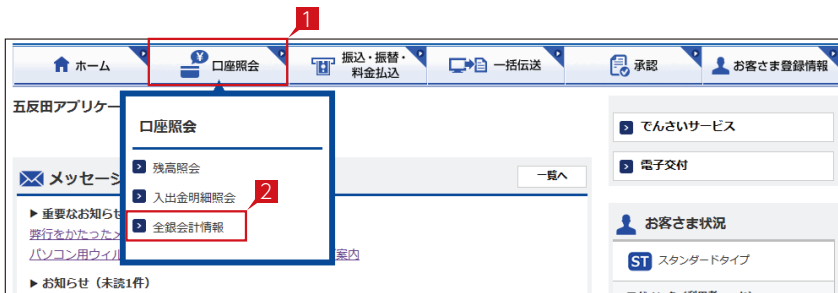 1
ホーム
口座照会
振込・振替・
料金払込
一括伝送
承認
お客さま登録情報
五反田アプリケー
口座照会
残高照会
入出金明細照会
2
全銀会計情報
でんさいサービス
電子交付
メッセージ
一覧へ
▶ 重要なお知らせ
弊行をかたったメ
パソコン用ウィル
案内
▶ お知らせ（未読1件）
お客さま状況
ST スタンダードタイプ